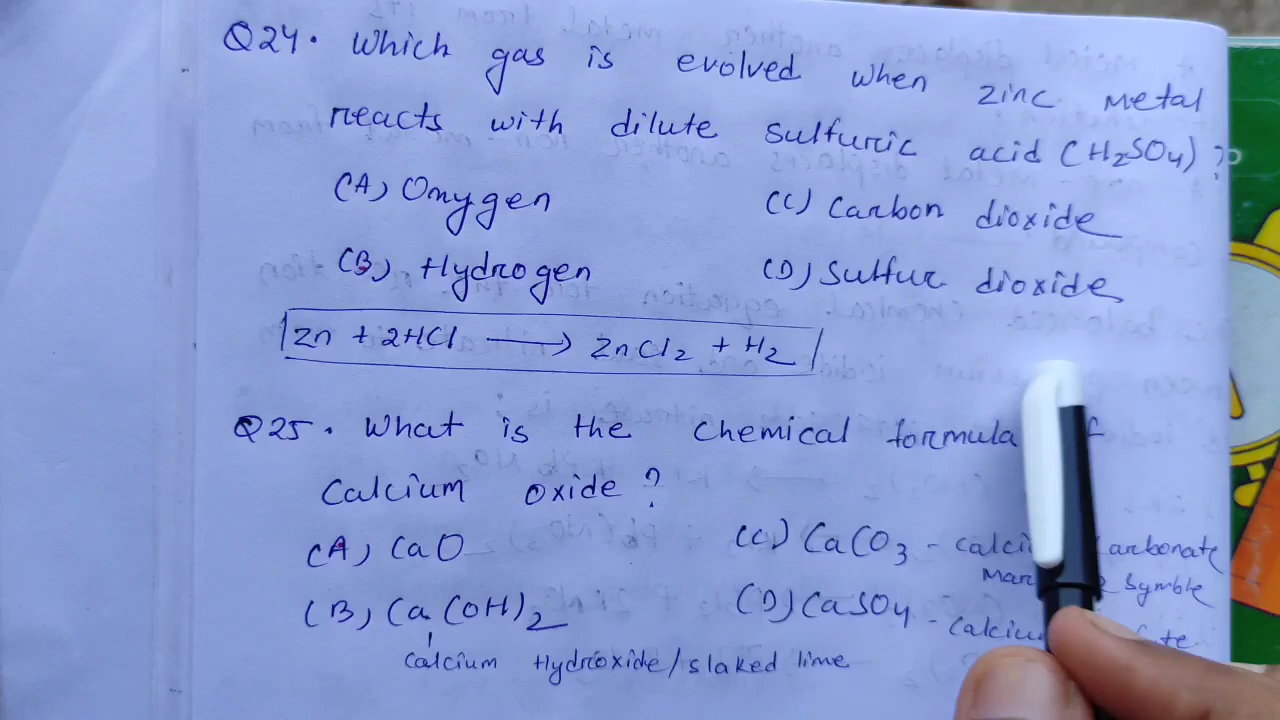 Q24. Which gas is evolved when zinc metal
reacts with dilute sulfuric acid (H2SO4)?
(A) Oxygen (C) Carbon dioxide
(B) Hydrogen (D) Sulfur dioxide
Zn + 2HCl → ZnCl2 + H2
Q25. What is the chemical formula
Calcium oxide?
(A) CaO (C) CaCO3 - calci arbonate
symble
(B) Ca(OH)2 (D) CaSO4 - calciu te
Calcium Hydroxide/slaked lime